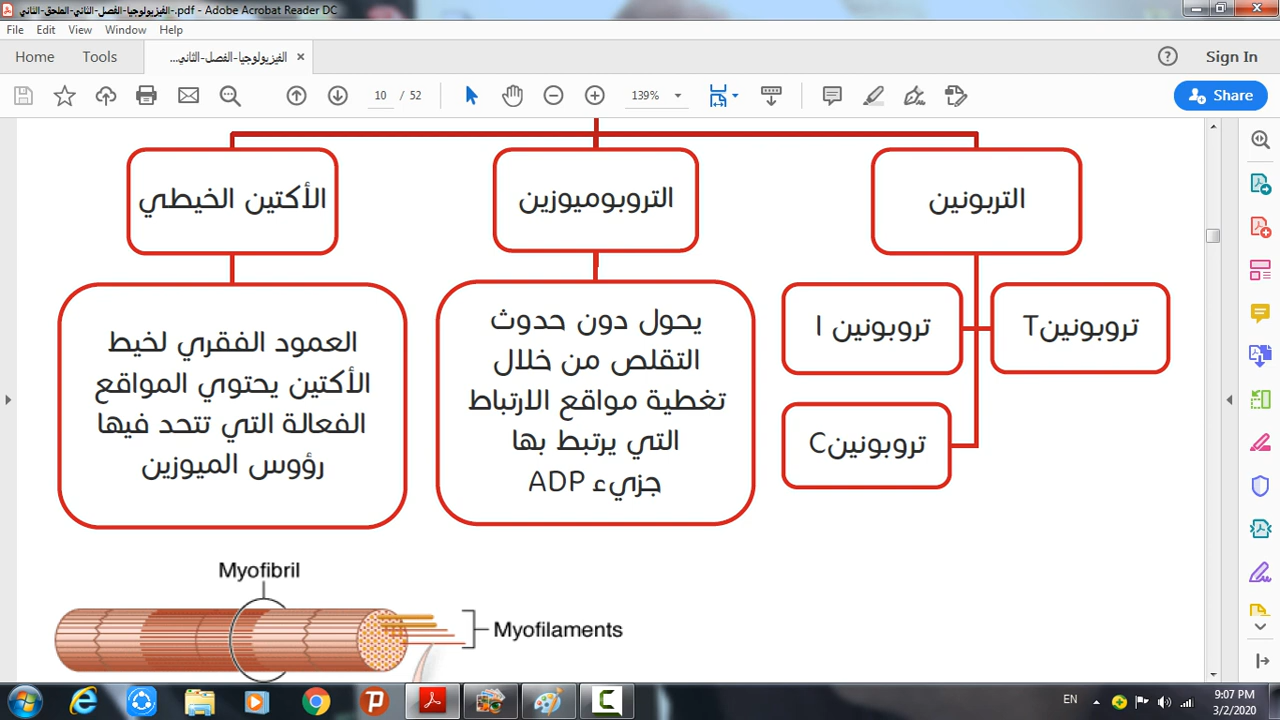 الفيزيولوجيا-الفصل-الثاني-الملحق-الثاني-.pdf - Adobe Acrobat Reader DC
File Edit View Window Help
Home Tools الفيزيولوجيا-الفصل-الثاني... Sign In
10 / 52 139% Share
التربونين
التروبوميوزين
الأكتين الخيطي
تروبونينT
تروبونين I
تروبونينC
يحول دون حدوث
التقلص من خلال
تغطية مواقع الارتباط
التي يرتبط بها
جزيء ADP
العمود الفقري لخيط
الأكتين يحتوي المواقع
الفعالة التي تتحد فيها
رؤوس الميوزين
Myofibril
Myofilaments
EN 9:07 PM
3/2/2020